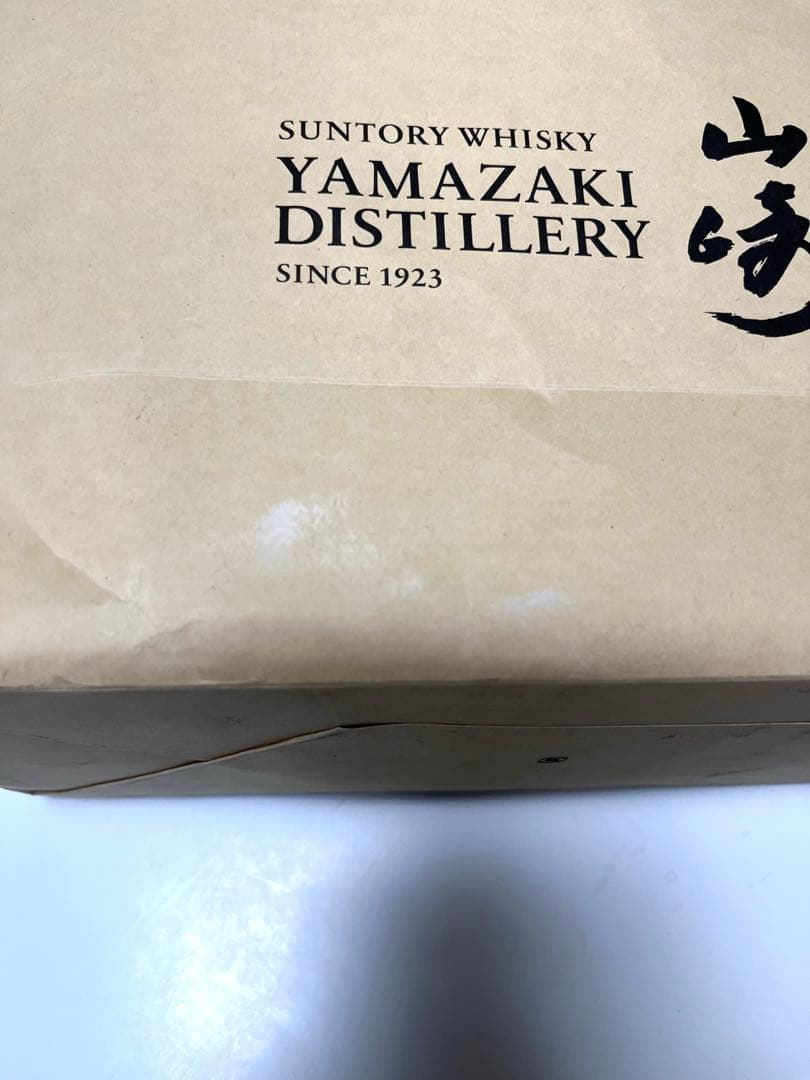 SUNTORY WHISKY
YAMAZAKI
DISTILLERY
SINCE 1923
山崎